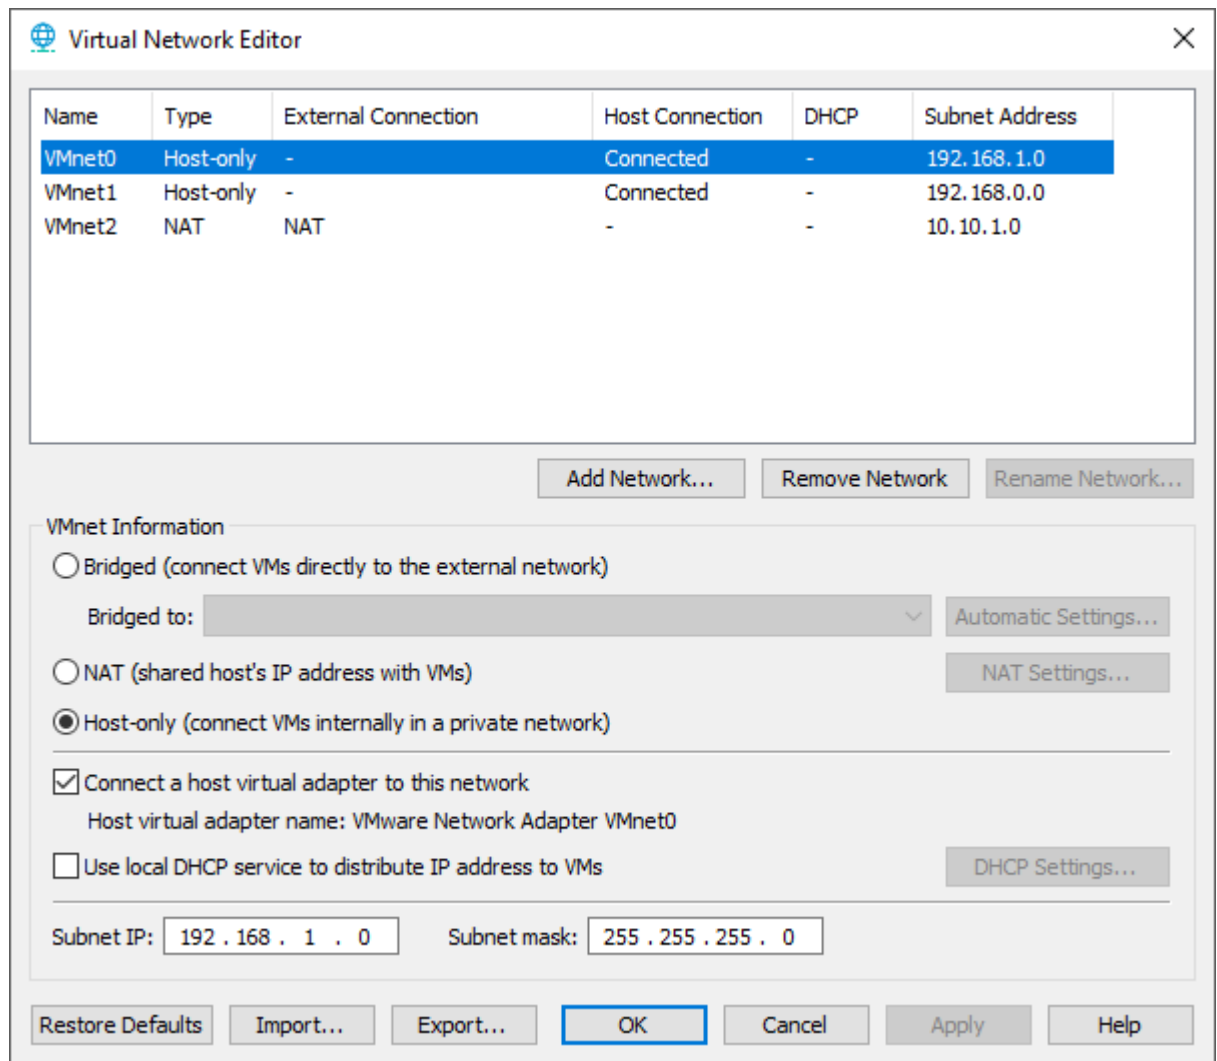 Virtual Network Editor
Name Type External Connection Host Connection DHCP Subnet Address
VMnet0 Host-only - Connected - 192.168.1.0
VMnet1 Host-only - Connected - 192.168.0.0
VMnet2 NAT NAT - - 10.10.1.0
Add Network... Remove Network Rename Network...
VMnet Information
Bridged (connect VMs directly to the external network)
Bridged to: Automatic Settings...
NAT (shared host's IP address with VMs) NAT Settings...
Host-only (connect VMs internally in a private network)
Connect a host virtual adapter to this network
Host virtual adapter name: VMware Network Adapter VMnet0
Use local DHCP service to distribute IP address to VMs DHCP Settings...
Subnet IP: 192 . 168 . 1 . 0 Subnet mask: 255 . 255 . 255 . 0
Restore Defaults Import... Export... OK Cancel Apply Help